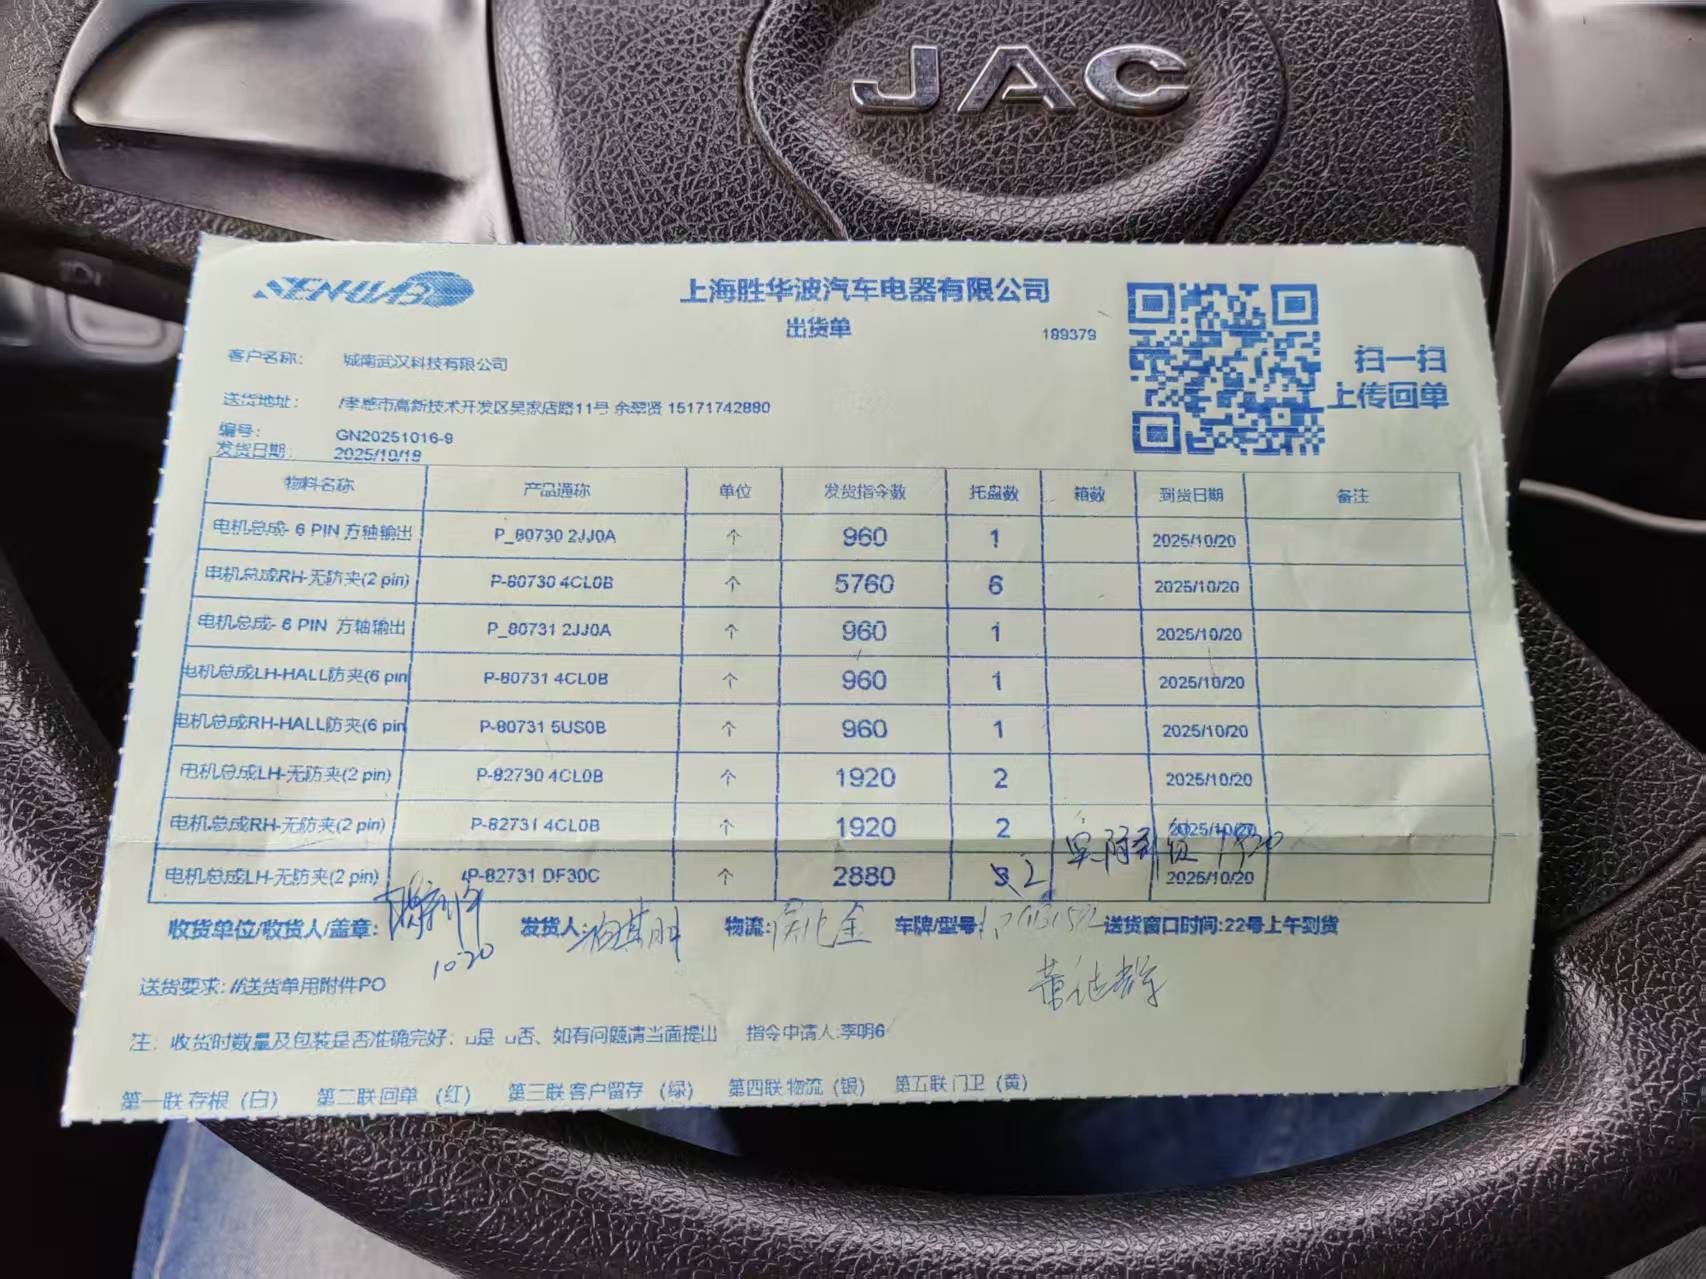 JAC
SENHWABO
上海胜华波汽车电器有限公司
出货单
189379
扫一扫
上传回单
客户名称: 城南武汉科技有限公司
送货地址: /孝感市高新技术开发区吴家店路11号 余翠贤 15171742880
编号: GN20251016-9
发货日期: 2025/10/18
物料名称 产品通称 单位 发货指令数 托盘数 箱数 到货日期 备注
电机总成- 6 PIN 方轴输出 P_80730 2JJ0A 个 960 1 2025/10/20
电机总成RH-无防夹(2 pin) P-80730 4CL0B 个 5760 6 2025/10/20
电机总成- 6 PIN 方轴输出 P_80731 2JJ0A 个 960 1 2025/10/20
电机总成LH-HALL防夹(6 pin P-80731 4CL0B 个 960 1 2025/10/20
电机总成RH-HALL防夹(6 pin P-80731 5US0B 个 960 1 2025/10/20
电机总成LH-无防夹(2 pin) P-82730 4CL0B 个 1920 2 2025/10/20
电机总成RH-无防夹(2 pin) P-82731 4CL0B 个 1920 2 2025/10/20
电机总成LH-无防夹(2 pin) P-82731 DF30C 个 2880 3 2 2025/10/20
实际到货 1920
收货单位/收货人/盖章: 发货人: 物流: 车牌/型号: 送货窗口时间:22号上午到货
10.20
送货要求: //送货单用附件PO
注: 收货时数量及包装是否准确完好: u是 u否、如有问题请当面提出 指令申请人:李明6
第一联 存根 (白) 第二联 回单 (红) 第三联 客户留存 (绿) 第四联 物流 (银) 第五联 门卫 (黄)